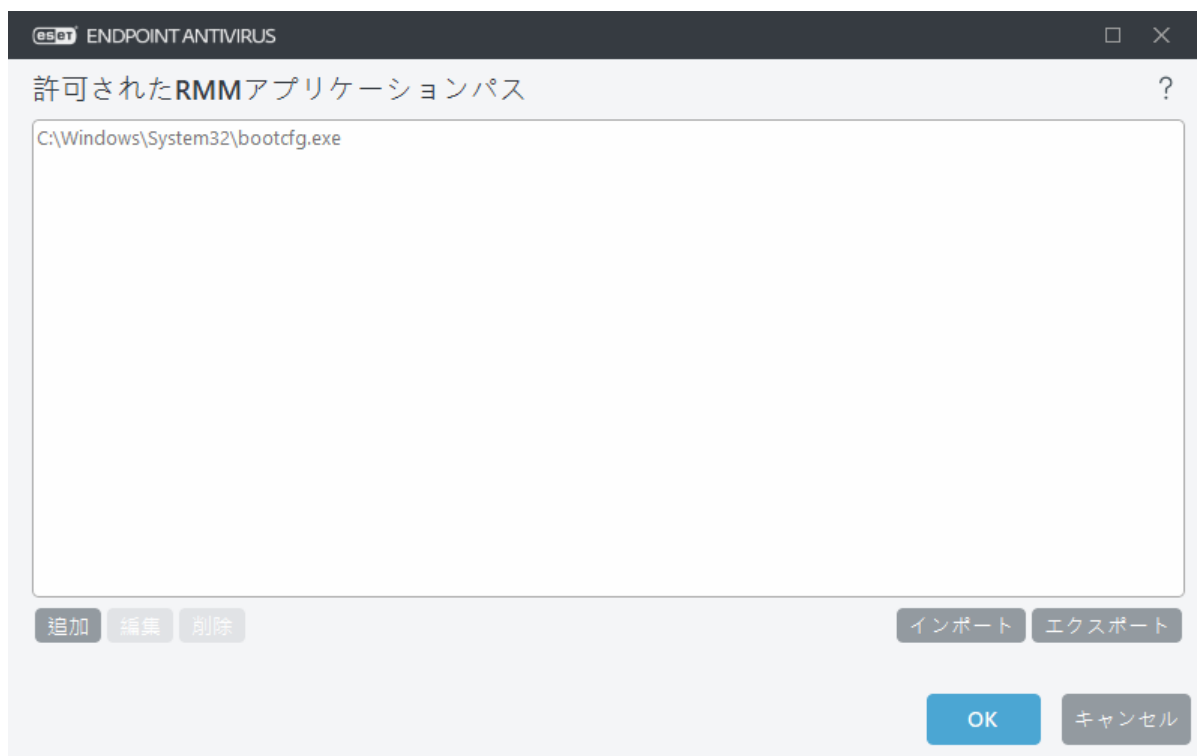 eset ENDPOINT ANTIVIRUS
許可されたRMMアプリケーションパス ?
C:\Windows\System32\bootcfg.exe
追加 編集 削除 インポート エクスポート
OK キャンセル